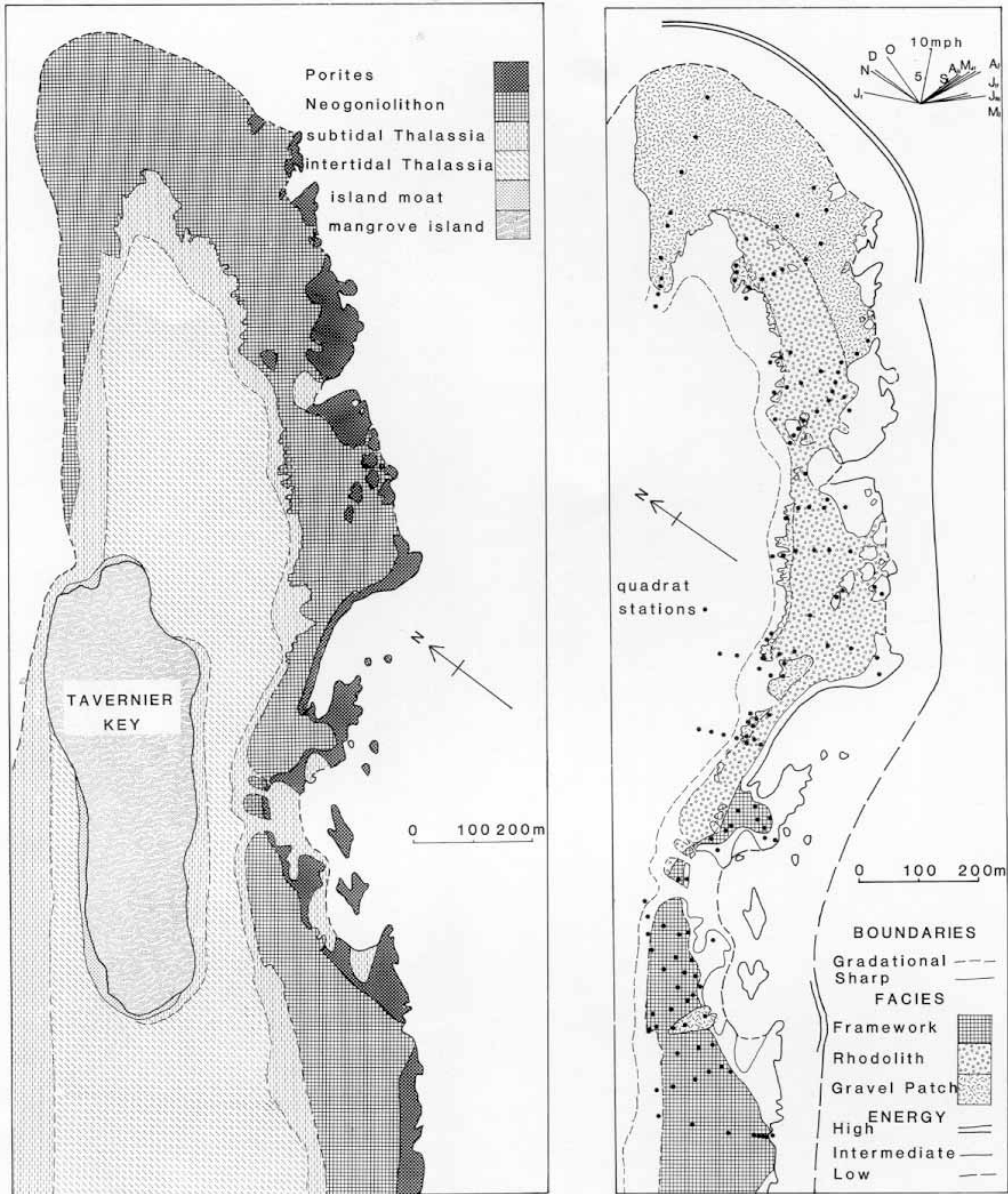 Porites
Neogoniolithon
subtidal Thalassia
intertidal Thalassia
island moat
mangrove island
N
TAVERNIER
KEY
0 100 200m
10mph
5
O
D
N
S
N
quadrat
stations
0 100 200m
BOUNDARIES
Gradational
Sharp
FACIES
Framework
Rhodolith
Gravel Patch
ENERGY
High
Intermediate
Low